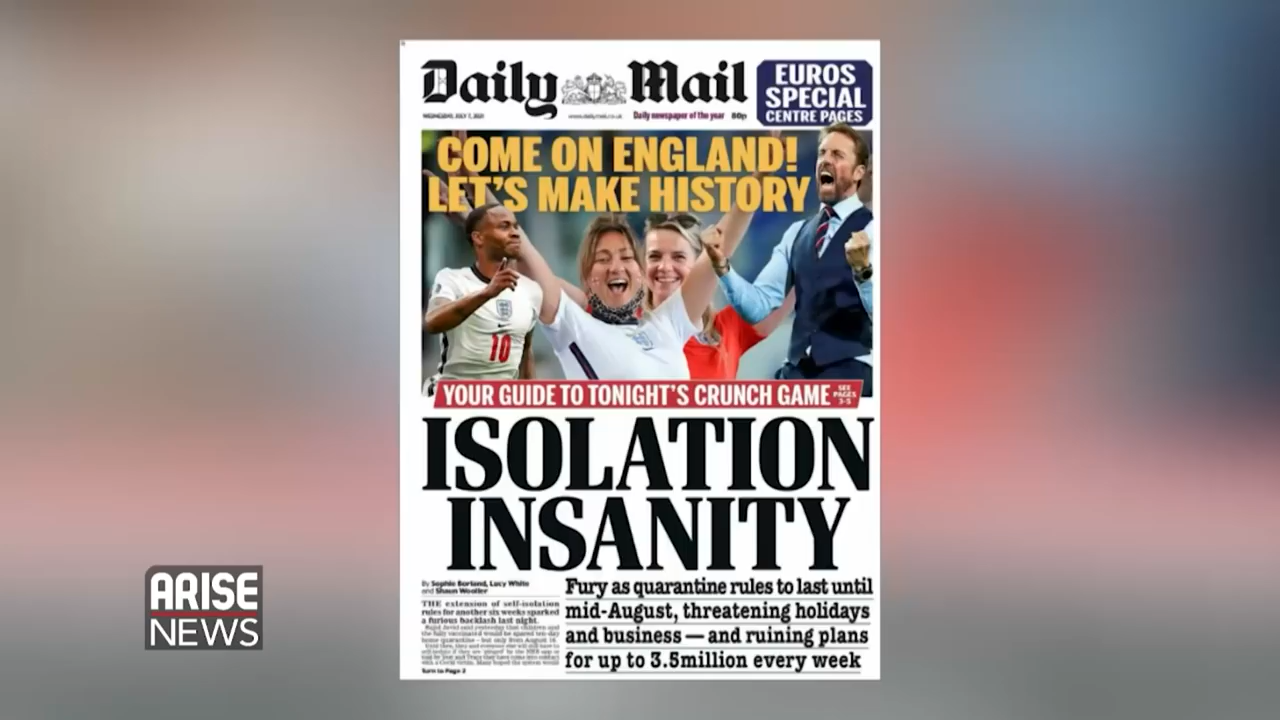 Daily Mail
EUROS
SPECIAL
CENTRE PAGES
WEDNESDAY, JULY 7, 2021
www.dailymail.co.uk
Daily newspaper of the year
80p
COME ON ENGLAND!
LET'S MAKE HISTORY
10
YOUR GUIDE TO TONIGHT'S CRUNCH GAME
SEE
PAGES
3-5
ISOLATION
INSANITY
By Sophie Borland, Lucy White
and Shaun Wooller
THE extension of self-isolation
rules for another six weeks sparked
a furious backlash last night.
Turn to Page 2
Fury as quarantine rules to last until
mid-August, threatening holidays
and business — and ruining plans
for up to 3.5million every week
ARISE
NEWS